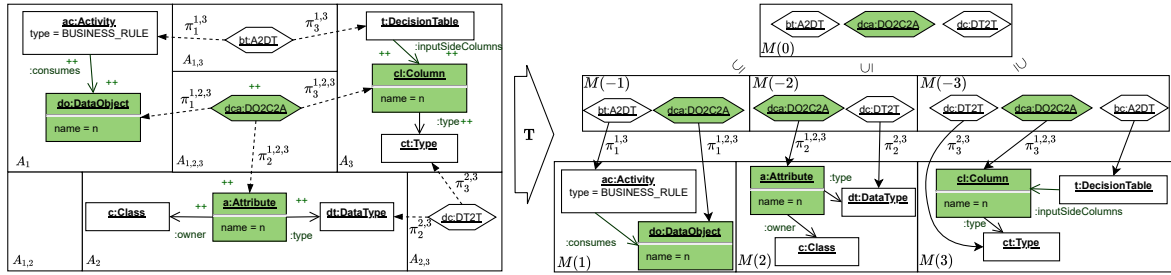 ac:Activity
type = BUSINESS_RULE
:consumes
++
++
do:DataObject
name = n
A_1
π_1^{1,3}
π_3^{1,3}
bt:A2DT
A_{1,3}
t:DecisionTable
++
++
:inputSideColumns
cl:Column
name = n
:type++
ct:Type
A_3
++
dca:DO2C2A
π_1^{1,2,3}
π_3^{1,2,3}
π_2^{1,2,3}
A_{1,2,3}
π_3^{2,3}
A_{1,2}
c:Class
++
++
a:Attribute
name = n
++
:owner
:type
dt:DataType
A_2
dc:DT2T
π_2^{2,3}
A_{2,3}
T
bt:A2DT
dca:DO2C2A
dc:DT2T
M(0)
⊆
⊆
⊆
M(−1)
M(−2)
M(−3)
bt:A2DT
dca:DO2C2A
dca:DO2C2A
dc:DT2T
dc:DT2T
dca:DO2C2A
bc:A2DT
π_1^{1,3}
π_1^{1,2,3}
π_2^{1,2,3}
π_2^{2,3}
π_3^{2,3}
π_3^{1,2,3}
ac:Activity
type = BUSINESS_RULE
:consumes
do:DataObject
name = n
M(1)
a:Attribute
name = n
:type
dt:DataType
:owner
c:Class
M(2)
cl:Column
name = n
t:DecisionTable
:inputSideColumns
:type
ct:Type
M(3)